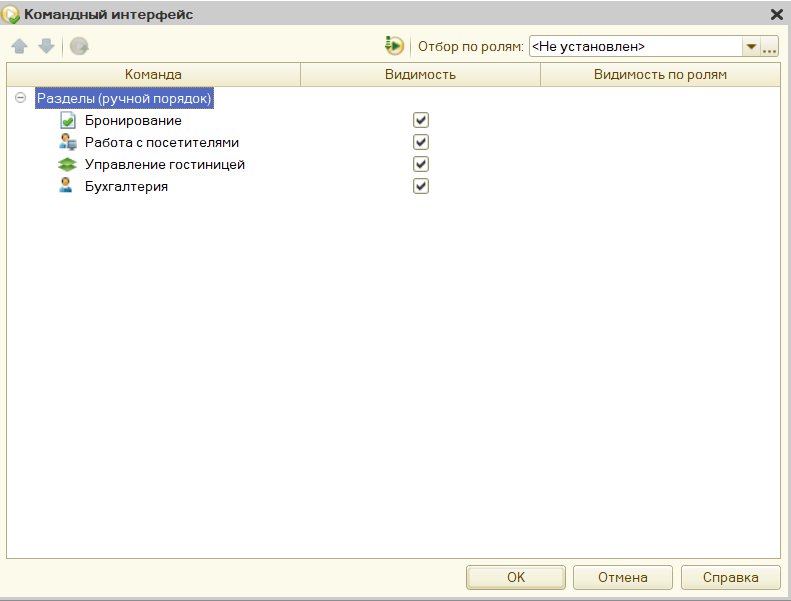 Командный интерфейс
Отбор по ролям: <Не установлен> ...
Команда Видимость Видимость по ролям
Разделы (ручной порядок)
Бронирование
Работа с посетителями
Управление гостиницей
Бухгалтерия
OK Отмена Справка